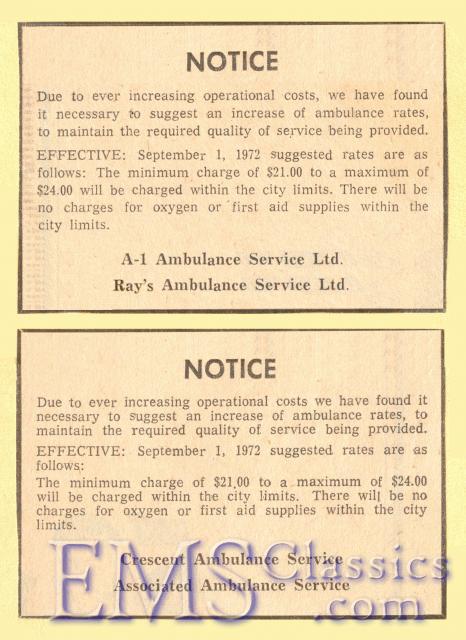 NOTICE
Due to ever increasing operational costs, we have found
it necessary to suggest an increase of ambulance rates,
to maintain the required quality of service being provided.
EFFECTIVE: September 1, 1972 suggested rates are as
follows: The minimum charge of $21.00 to a maximum of
$24.00 will be charged within the city limits. There will be
no charges for oxygen or first aid supplies within the
city limits.
A-1 Ambulance Service Ltd.
Ray's Ambulance Service Ltd.
NOTICE
Due to ever increasing operational costs we have found it
necessary to suggest an increase of ambulance rates, to
maintain the required quality of service being provided.
EFFECTIVE: September 1, 1972 suggested rates are as
follows:
The minimum charge of $21.00 to a maximum of $24.00
will be charged within the city limits. There will be no
charges for oxygen or first aid supplies within the city
limits.
Crescent Ambulance Service
Associated Ambulance Service
EMSClassics
.com